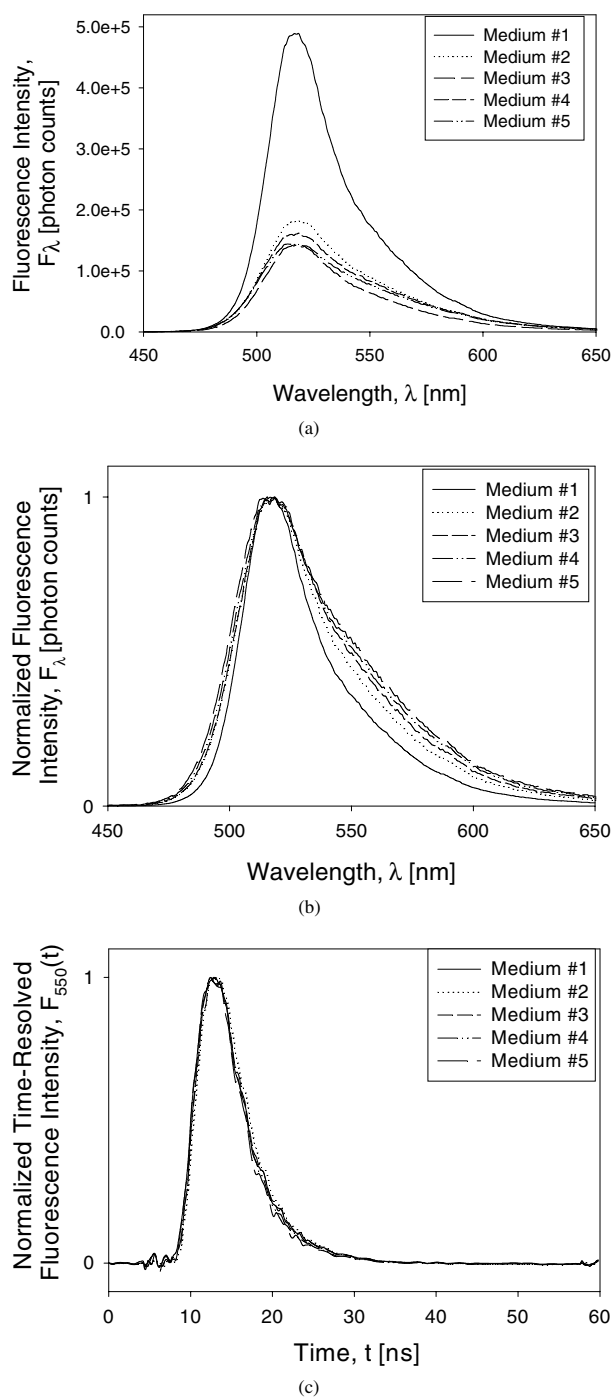 Fluorescence Intensity,
Fλ [photon counts]
5.0e+5
4.0e+5
3.0e+5
2.0e+5
1.0e+5
0.0
Medium #1
Medium #2
Medium #3
Medium #4
Medium #5
450 500 550 600 650
Wavelength, λ [nm]
(a)
Normalized Fluorescence
Intensity, Fλ [photon counts]
1
0
Medium #1
Medium #2
Medium #3
Medium #4
Medium #5
450 500 550 600 650
Wavelength, λ [nm]
(b)
Normalized Time-Resolved
Fluorescence Intensity, F550(t)
1
0
Medium #1
Medium #2
Medium #3
Medium #4
Medium #5
0 10 20 30 40 50 60
Time, t [ns]
(c)